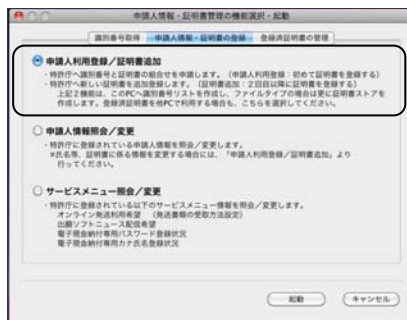 申請人情報・証明書管理の機能選択・起動
識別番号取得 申請人情報・証明書の登録 登録済証明書の管理
申請人利用登録/証明書追加
・特許庁へ識別番号と証明書の組合せを申請します。（申請人利用登録：初めて証明書を登録する）
・特許庁へ新しい証明書を追加登録します。（証明書追加：2回目以降に証明書を登録する）
上記2機能は、このPCへ識別番号リストを作成し、ファイルタイプの場合は更に証明書ストアを
作成します。登録済証明書を他PCで利用する場合も、こちらを選択してください。
申請人情報照会/変更
・特許庁に登録されている申請人情報を照会／変更します。
*氏名等、証明書に係る情報を変更する場合には、「申請人利用登録／証明書追加」より
行ってください。
サービスメニュー照会/変更
・特許庁に登録されている以下のサービスメニュー情報を照会／変更します。
オンライン発送利用希望 （発送書類の受取方法設定）
出願ソフトニュース配信希望
電子現金納付専用パスワード登録状況
電子現金納付専用カナ氏名登録状況
起動 キャンセル